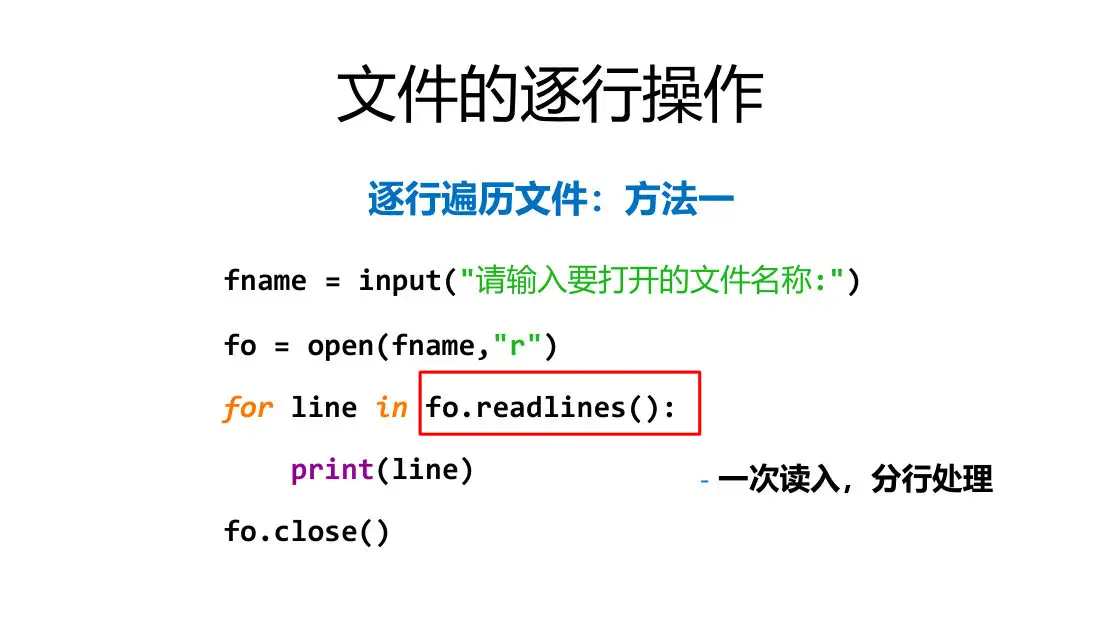 文件的逐行操作
逐行遍历文件：方法一
fname = input("请输入要打开的文件名称:")
fo = open(fname,"r")
for line in fo.readlines():
    print(line)
- 一次读入，分行处理
fo.close()